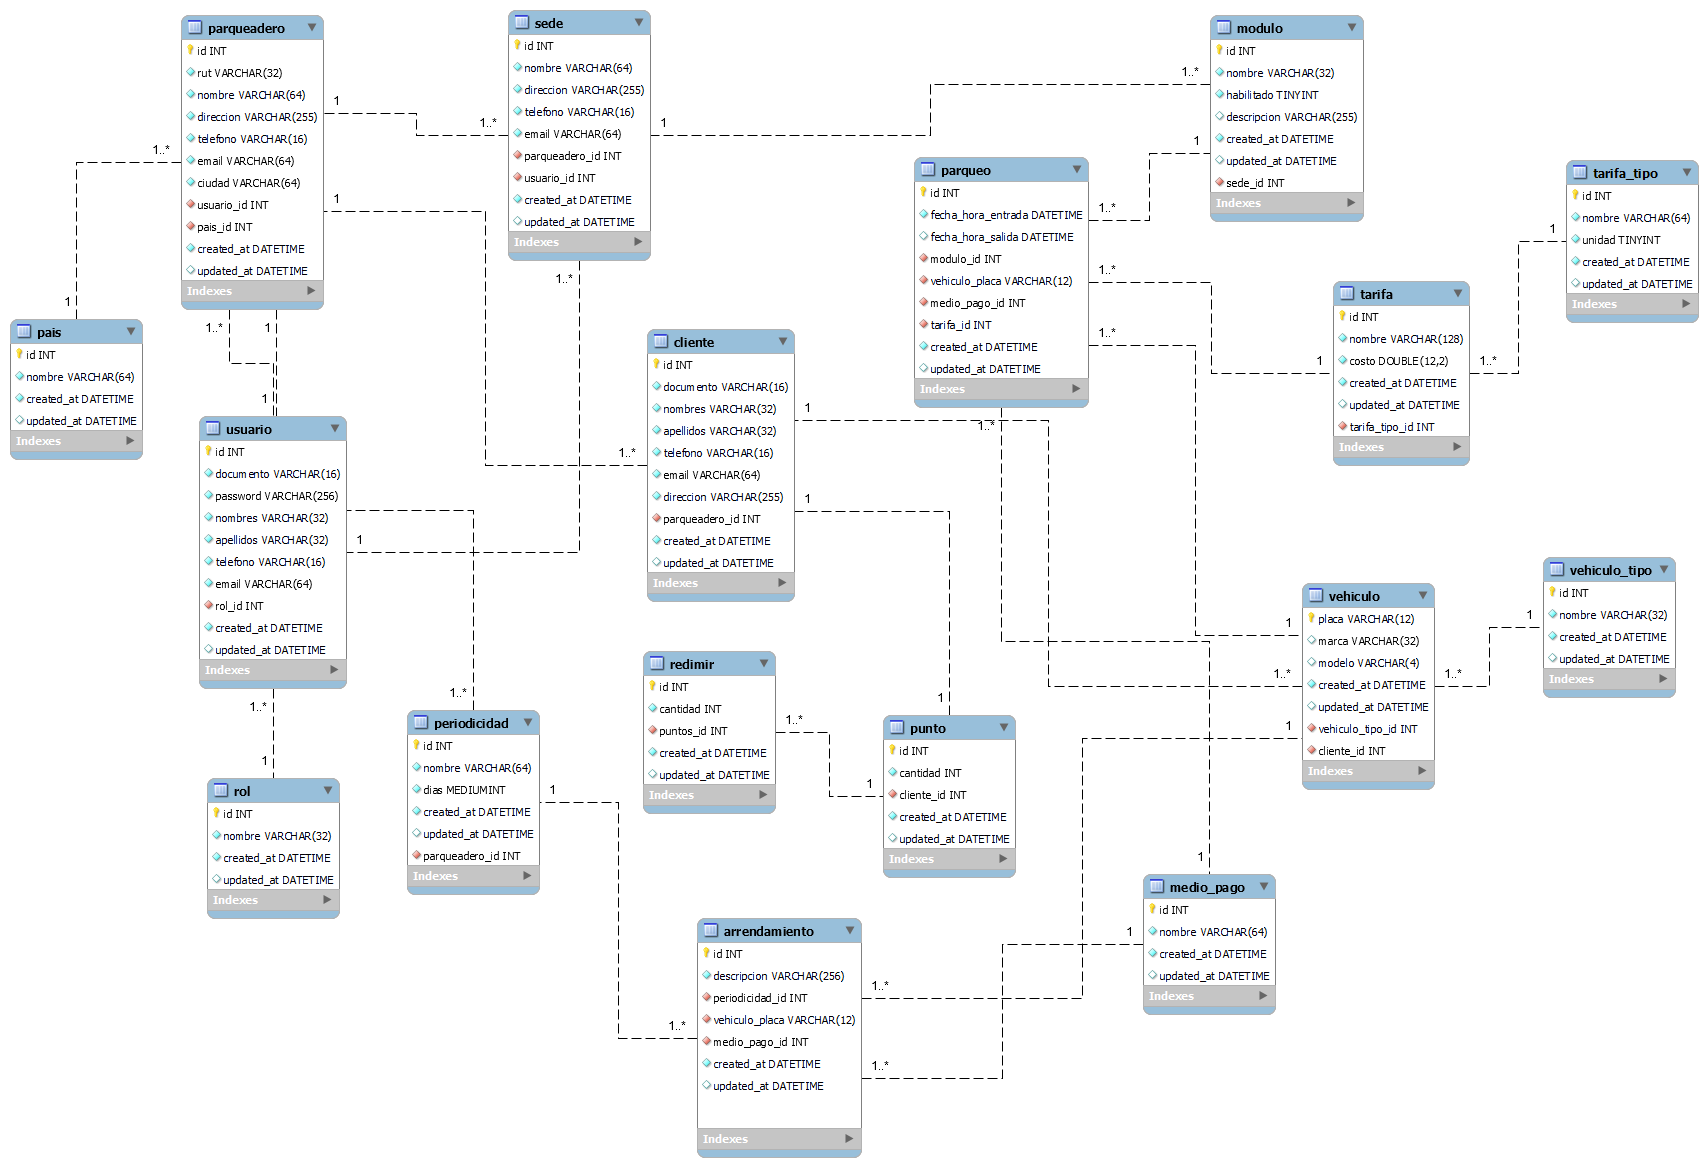 parqueadero
id INT
rut VARCHAR(32)
nombre VARCHAR(64)
direccion VARCHAR(255)
telefono VARCHAR(16)
email VARCHAR(64)
ciudad VARCHAR(64)
usuario_id INT
pais_id INT
created_at DATETIME
updated_at DATETIME
Indexes
1
1..*
1..*
1
1
1..*
1
1
sede
id INT
nombre VARCHAR(64)
direccion VARCHAR(255)
telefono VARCHAR(16)
email VARCHAR(64)
parqueadero_id INT
usuario_id INT
created_at DATETIME
updated_at DATETIME
Indexes
1..*
1
1..*
modulo
id INT
nombre VARCHAR(32)
habilitado TINYINT
descripcion VARCHAR(255)
created_at DATETIME
updated_at DATETIME
sede_id INT
Indexes
1..*
1
parqueo
id INT
fecha_hora_entrada DATETIME
fecha_hora_salida DATETIME
modulo_id INT
vehiculo_placa VARCHAR(12)
medio_pago_id INT
tarifa_id INT
created_at DATETIME
updated_at DATETIME
Indexes
1..*
1..*
1..*
1..*
tarifa_tipo
id INT
nombre VARCHAR(64)
unidad TINYINT
created_at DATETIME
updated_at DATETIME
Indexes
1
tarifa
id INT
nombre VARCHAR(128)
costo DOUBLE(12,2)
created_at DATETIME
updated_at DATETIME
tarifa_tipo_id INT
Indexes
1
1..*
pais
id INT
nombre VARCHAR(64)
created_at DATETIME
updated_at DATETIME
Indexes
cliente
id INT
documento VARCHAR(16)
nombres VARCHAR(32)
apellidos VARCHAR(32)
telefono VARCHAR(16)
email VARCHAR(64)
direccion VARCHAR(255)
parqueadero_id INT
created_at DATETIME
updated_at DATETIME
Indexes
1..*
1
1
usuario
id INT
documento VARCHAR(16)
password VARCHAR(256)
nombres VARCHAR(32)
apellidos VARCHAR(32)
telefono VARCHAR(16)
email VARCHAR(64)
rol_id INT
created_at DATETIME
updated_at DATETIME
Indexes
1
1..*
1
rol
id INT
nombre VARCHAR(32)
created_at DATETIME
updated_at DATETIME
Indexes
1..*
periodicidad
id INT
nombre VARCHAR(64)
dias MEDIUMINT
created_at DATETIME
updated_at DATETIME
parqueadero_id INT
Indexes
1
redimir
id INT
cantidad INT
puntos_id INT
created_at DATETIME
updated_at DATETIME
Indexes
1..*
1
1
punto
id INT
cantidad INT
cliente_id INT
created_at DATETIME
updated_at DATETIME
Indexes
vehiculo
placa VARCHAR(12)
marca VARCHAR(32)
modelo VARCHAR(4)
created_at DATETIME
updated_at DATETIME
vehiculo_tipo_id INT
cliente_id INT
Indexes
1
1..*
1
1..*
1
vehiculo_tipo
id INT
nombre VARCHAR(32)
created_at DATETIME
updated_at DATETIME
Indexes
1
medio_pago
id INT
nombre VARCHAR(64)
created_at DATETIME
updated_at DATETIME
Indexes
1
arrendamiento
id INT
descripcion VARCHAR(256)
periodicidad_id INT
vehiculo_placa VARCHAR(12)
medio_pago_id INT
created_at DATETIME
updated_at DATETIME
Indexes
1..*
1..*
1..*